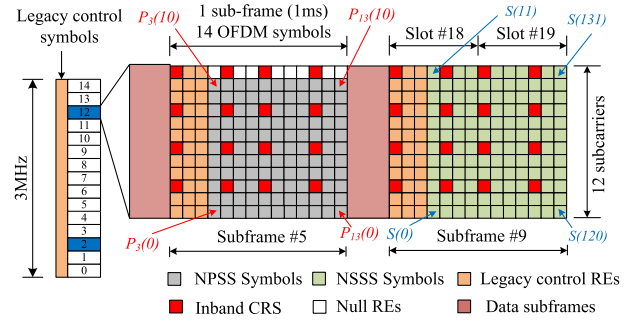 Legacy control
symbols
1 sub-frame (1ms)
14 OFDM symbols
P₃(10)
P₁₃(10)
S(11)
S(131)
Slot #18
Slot #19
3MHz
14
13
12
11
10
9
8
7
6
5
4
3
2
1
0
12 subcarriers
P₃(0)
P₁₃(0)
S(0)
S(120)
Subframe #5
Subframe #9
NPSS Symbols
NSSS Symbols
Legacy control REs
Inband CRS
Null REs
Data subframes